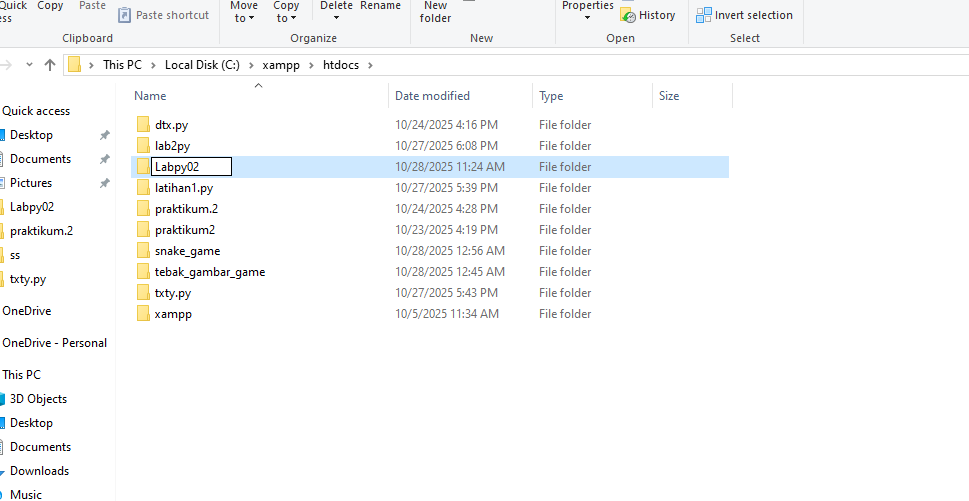 Quick access
Copy
Paste
Paste shortcut
Move to
Copy to
Delete
Rename
New folder
Properties
History
Invert selection
Clipboard
Organize
New
Open
Select
This PC > Local Disk (C:) > xampp > htdocs >
Name Date modified Type Size
dtx.py 10/24/2025 4:16 PM File folder
lab2py 10/27/2025 6:08 PM File folder
Labpy02 10/28/2025 11:24 AM File folder
latihan1.py 10/27/2025 5:39 PM File folder
praktikum.2 10/24/2025 4:28 PM File folder
praktikum2 10/23/2025 4:19 PM File folder
snake_game 10/28/2025 12:56 AM File folder
tebak_gambar_game 10/28/2025 12:45 AM File folder
txty.py 10/27/2025 5:43 PM File folder
xampp 10/5/2025 11:34 AM File folder
Quick access
Desktop
Documents
Pictures
Labpy02
praktikum.2
ss
txty.py
OneDrive
OneDrive - Personal
This PC
3D Objects
Desktop
Documents
Downloads
Music